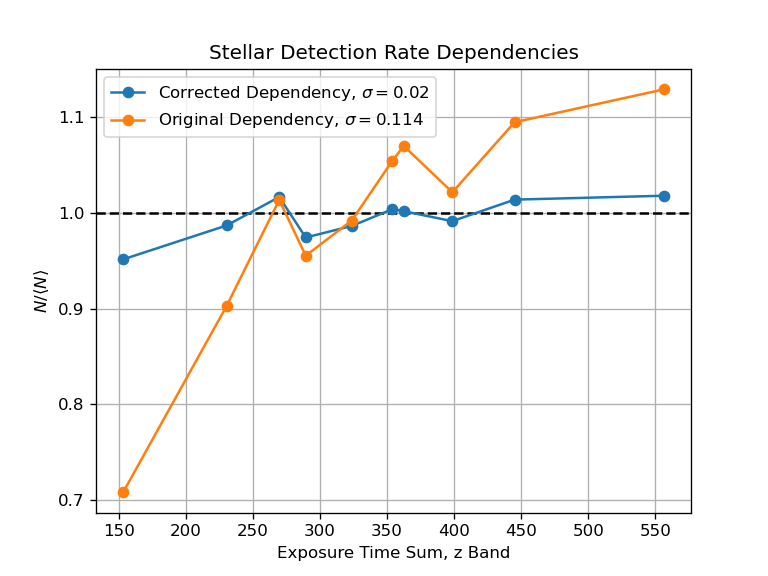 Stellar Detection Rate Dependencies
Corrected Dependency, σ = 0.02
Original Dependency, σ = 0.114
1.1
1.0
0.9
0.8
0.7
N/⟨N⟩
150 200 250 300 350 400 450 500 550
Exposure Time Sum, z Band